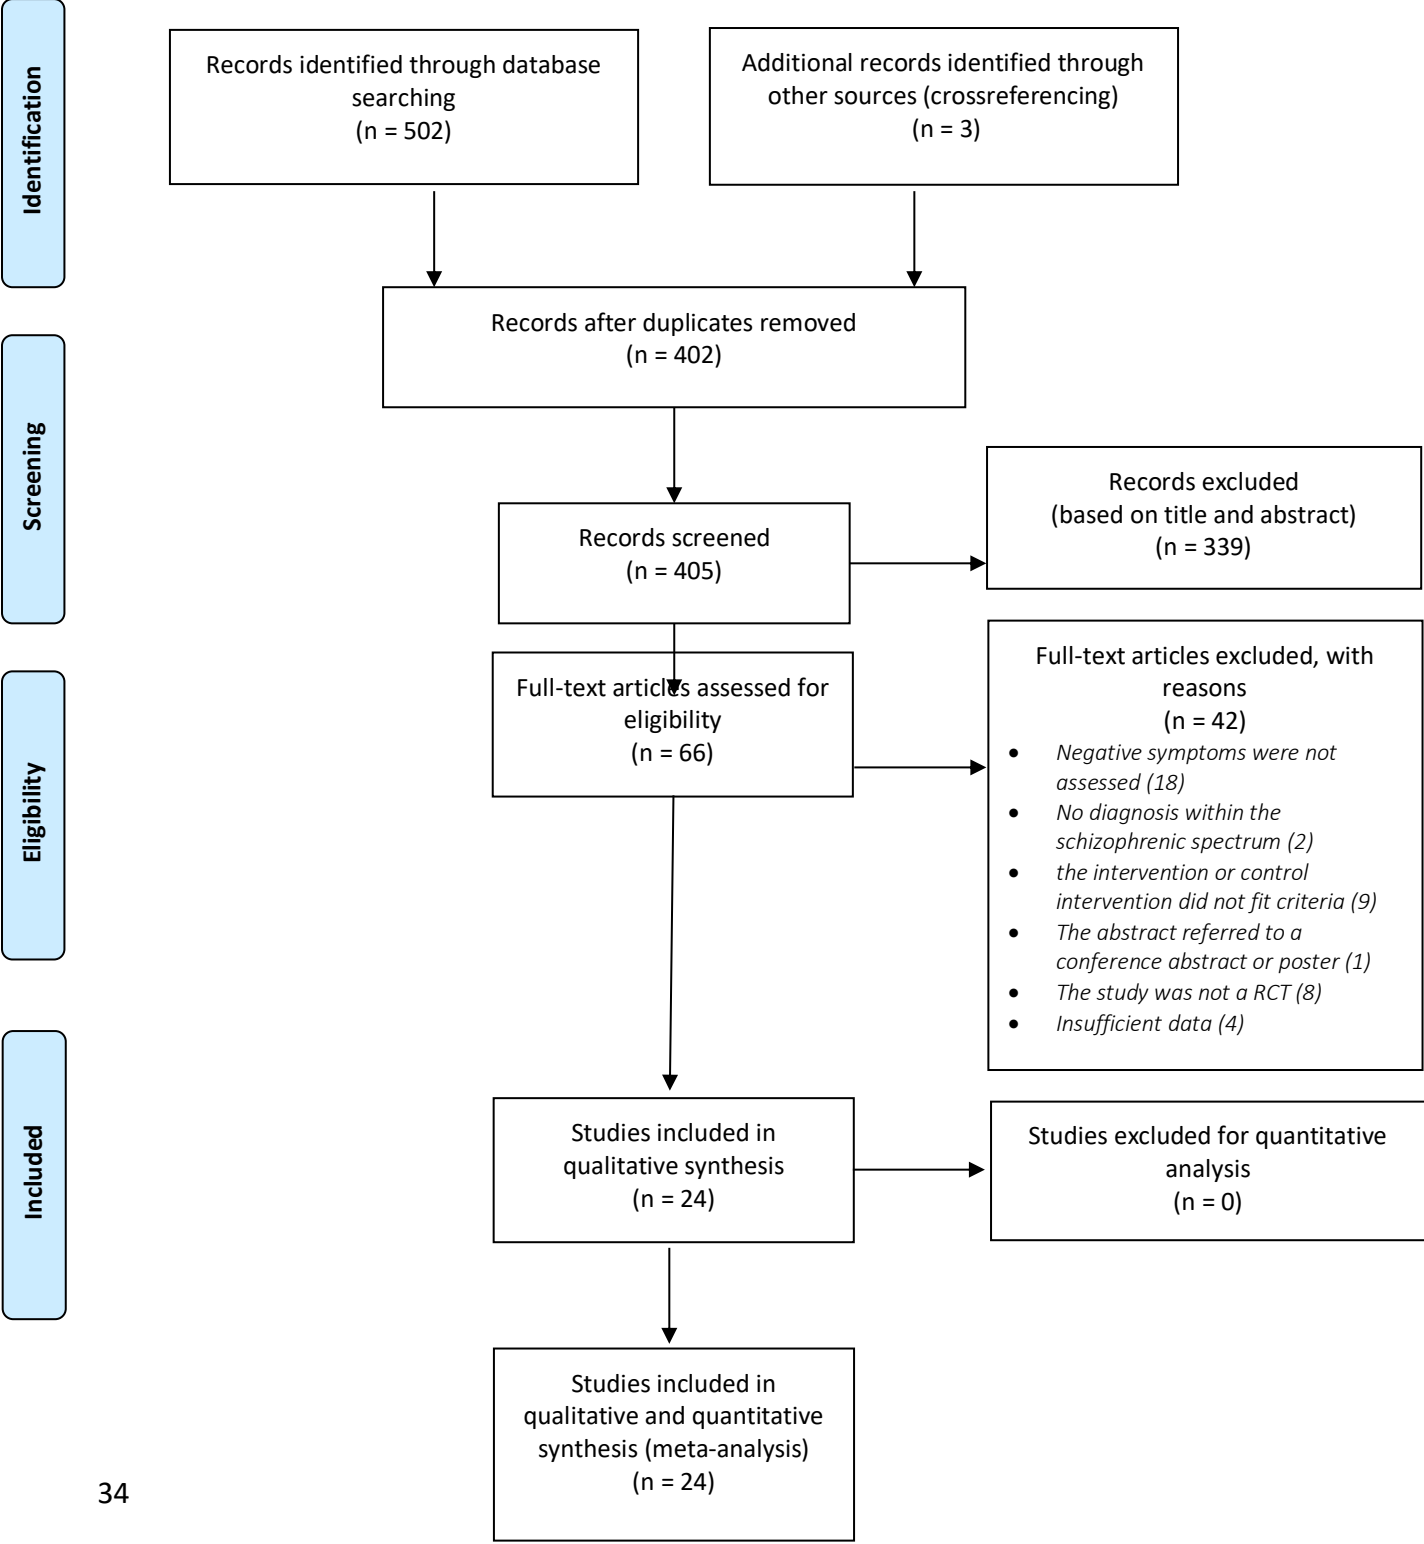 Identification
Records identified through database
searching
(n = 502)
Additional records identified through
other sources (crossreferencing)
(n = 3)
Records after duplicates removed
(n = 402)
Screening
Records screened
(n = 405)
Records excluded
(based on title and abstract)
(n = 339)
Eligibility
Full-text articles assessed for
eligibility
(n = 66)
Full-text articles excluded, with
reasons
(n = 42)
• Negative symptoms were not
assessed (18)
• No diagnosis within the
schizophrenic spectrum (2)
• the intervention or control
intervention did not fit criteria (9)
• The abstract referred to a
conference abstract or poster (1)
• The study was not a RCT (8)
• Insufficient data (4)
Included
Studies included in
qualitative synthesis
(n = 24)
Studies excluded for quantitative
analysis
(n = 0)
Studies included in
qualitative and quantitative
synthesis (meta-analysis)
(n = 24)
34